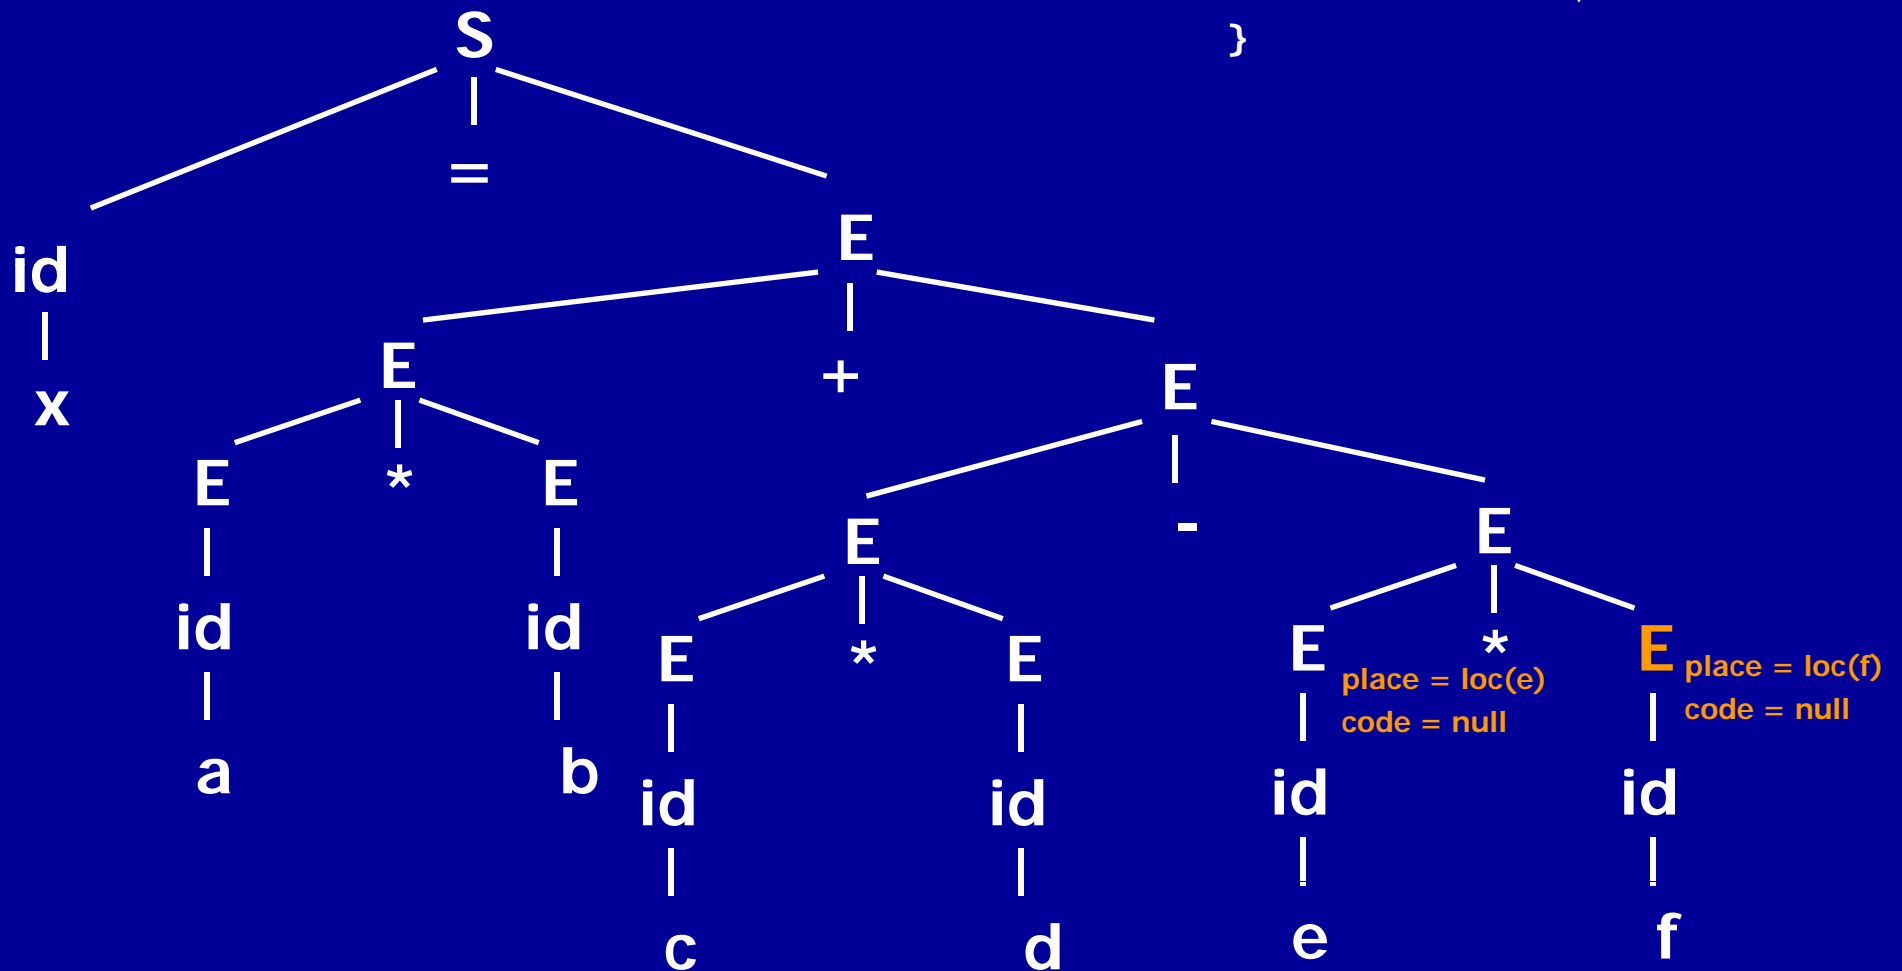 S
}
=
E
id
E
+
E
x
E
*
E
E
-
E
id
id
E
*
E
E
*
E
place = loc(e)
code = null
place = loc(f)
code = null
a
b
id
id
id
id
c
d
e
f